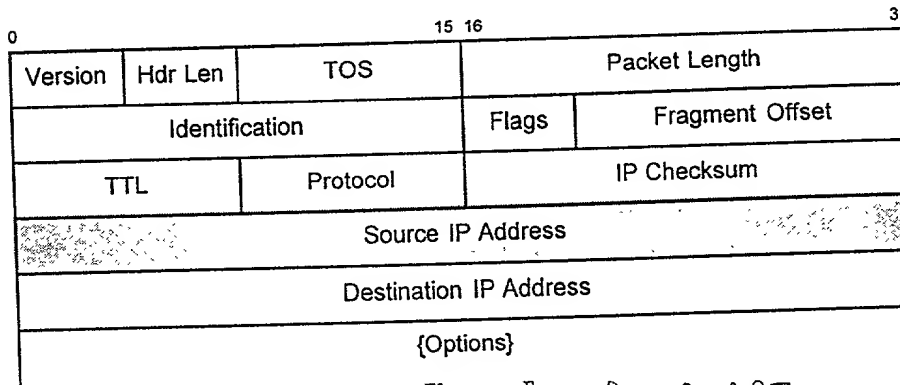 0 15 16 3
Version Hdr Len TOS Packet Length
Identification Flags Fragment Offset
TTL Protocol IP Checksum
Source IP Address
Destination IP Address
{Options}